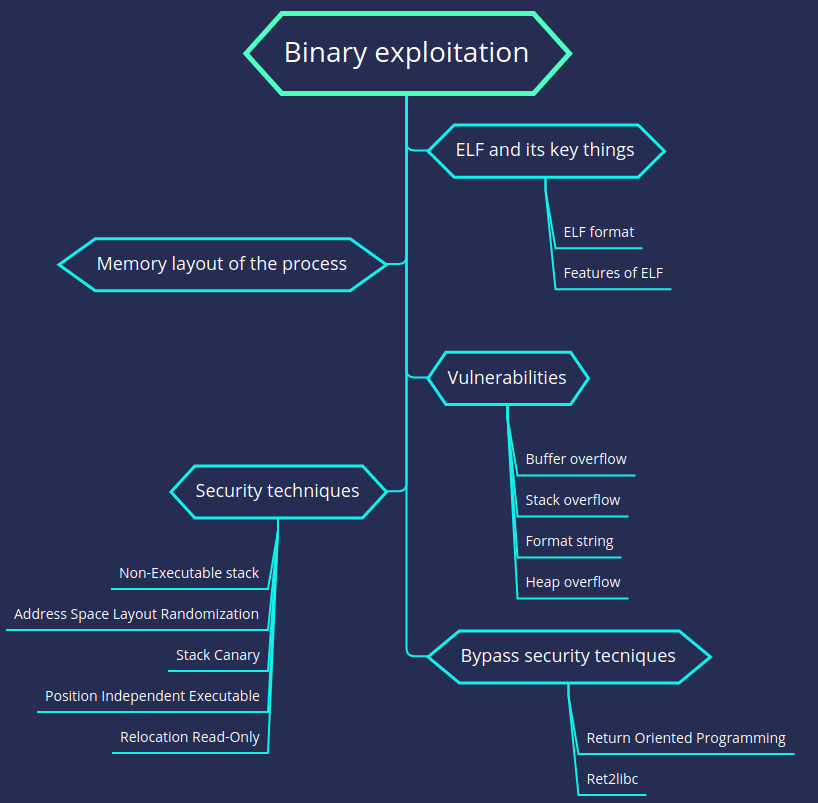 Binary exploitation
ELF and its key things
ELF format
Features of ELF
Memory layout of the process
Vulnerabilities
Buffer overflow
Stack overflow
Format string
Heap overflow
Security techniques
Non-Executable stack
Address Space Layout Randomization
Stack Canary
Position Independent Executable
Relocation Read-Only
Bypass security tecniques
Return Oriented Programming
Ret2libc